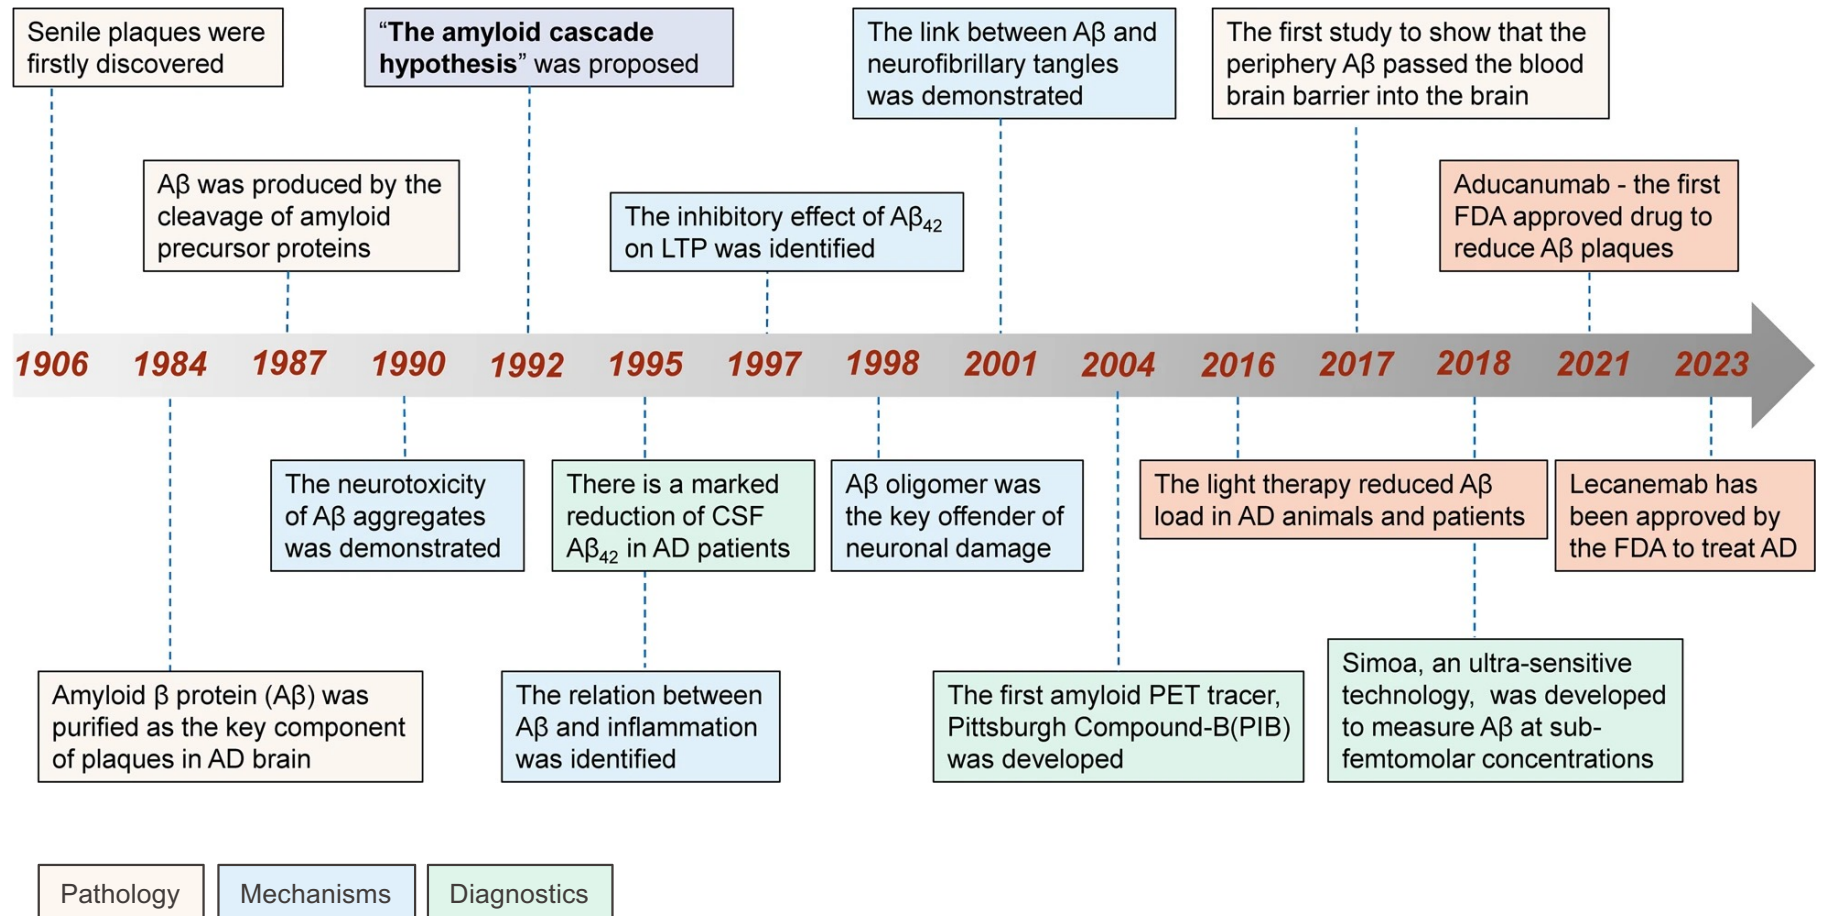 Senile plaques were
firstly discovered
“The amyloid cascade
hypothesis” was proposed
The link between Aβ and
neurofibrillary tangles
was demonstrated
The first study to show that the
periphery Aβ passed the blood
brain barrier into the brain
Aβ was produced by the
cleavage of amyloid
precursor proteins
The inhibitory effect of Aβ42
on LTP was identified
Aducanumab - the first
FDA approved drug to
reduce Aβ plaques
1906 1984 1987 1990 1992 1995 1997 1998 2001 2004 2016 2017 2018 2021 2023
The neurotoxicity
of Aβ aggregates
was demonstrated
There is a marked
reduction of CSF
Aβ42 in AD patients
Aβ oligomer was
the key offender of
neuronal damage
The light therapy reduced Aβ
load in AD animals and patients
Lecanemab has
been approved by
the FDA to treat AD
Amyloid β protein (Aβ) was
purified as the key component
of plaques in AD brain
The relation between
Aβ and inflammation
was identified
The first amyloid PET tracer,
Pittsburgh Compound-B(PIB)
was developed
Simoa, an ultra-sensitive
technology, was developed
to measure Aβ at sub-
femtomolar concentrations
Pathology Mechanisms Diagnostics